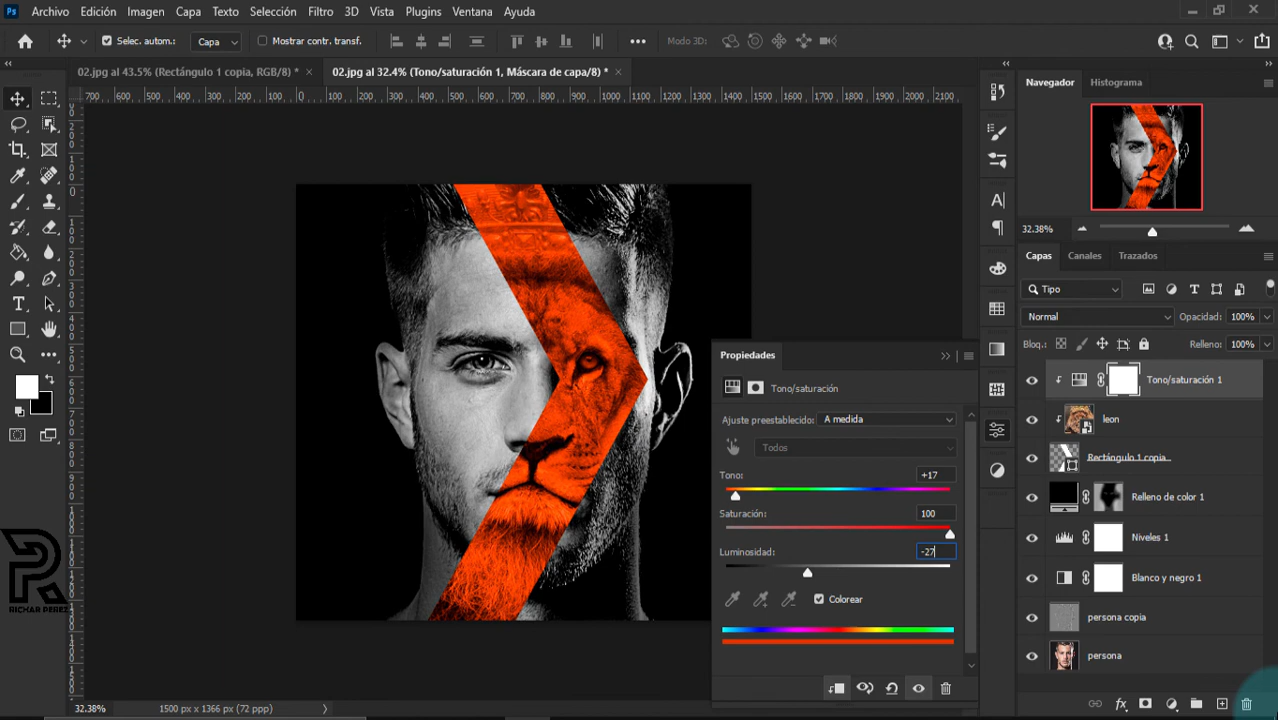 Ps Archivo Edición Imagen Capa Texto Selección Filtro 3D Vista Plugins Ventana Ayuda
Selec. autom.: Capa Mostrar contr. transf. Modo 3D:
02.jpg al 43.5% (Rectángulo 1 copia, RGB/8) * × 02.jpg al 32.4% (Tono/saturación 1, Máscara de capa/8) * ×
700 600 500 400 300 200 100 0 100 200 300 400 500 600 700 800 900 1000 1100 1200 1300 1400 1500 1600 1700 1800 1900 2000 2100
Navegador Histograma
32.38%
Capas Canales Trazados
Tipo
Normal Opacidad: 100%
Bloq.: Relleno: 100%
Tono/saturación 1
leon
Rectángulo 1 copia
Relleno de color 1
Niveles 1
Blanco y negro 1
persona copia
persona
fx
Propiedades
Tono/saturación
Ajuste preestablecido: A medida
Todos
Tono: +17
Saturación: 100
Luminosidad: -27
Colorear
RICHAR PEREZ
32.38% 1500 px x 1366 px (72 ppp)